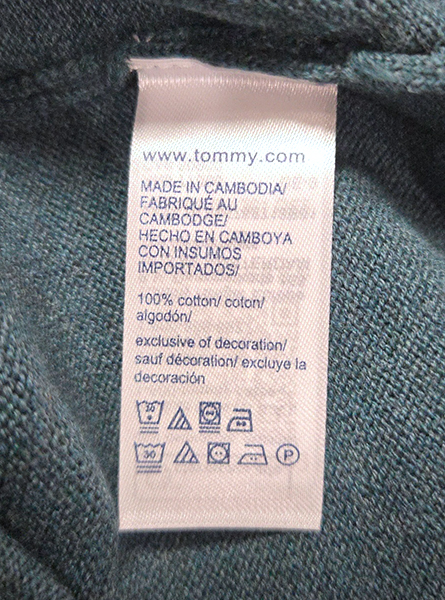 www.tommy.com
MADE IN CAMBODIA/
FABRIQUÉ AU
CAMBODGE/
HECHO EN CAMBOYA
CON INSUMOS
IMPORTADOS/
100% cotton/ coton/
algodón/
exclusive of decoration/
sauf décoration/ excluye la
decoración
30
30 P